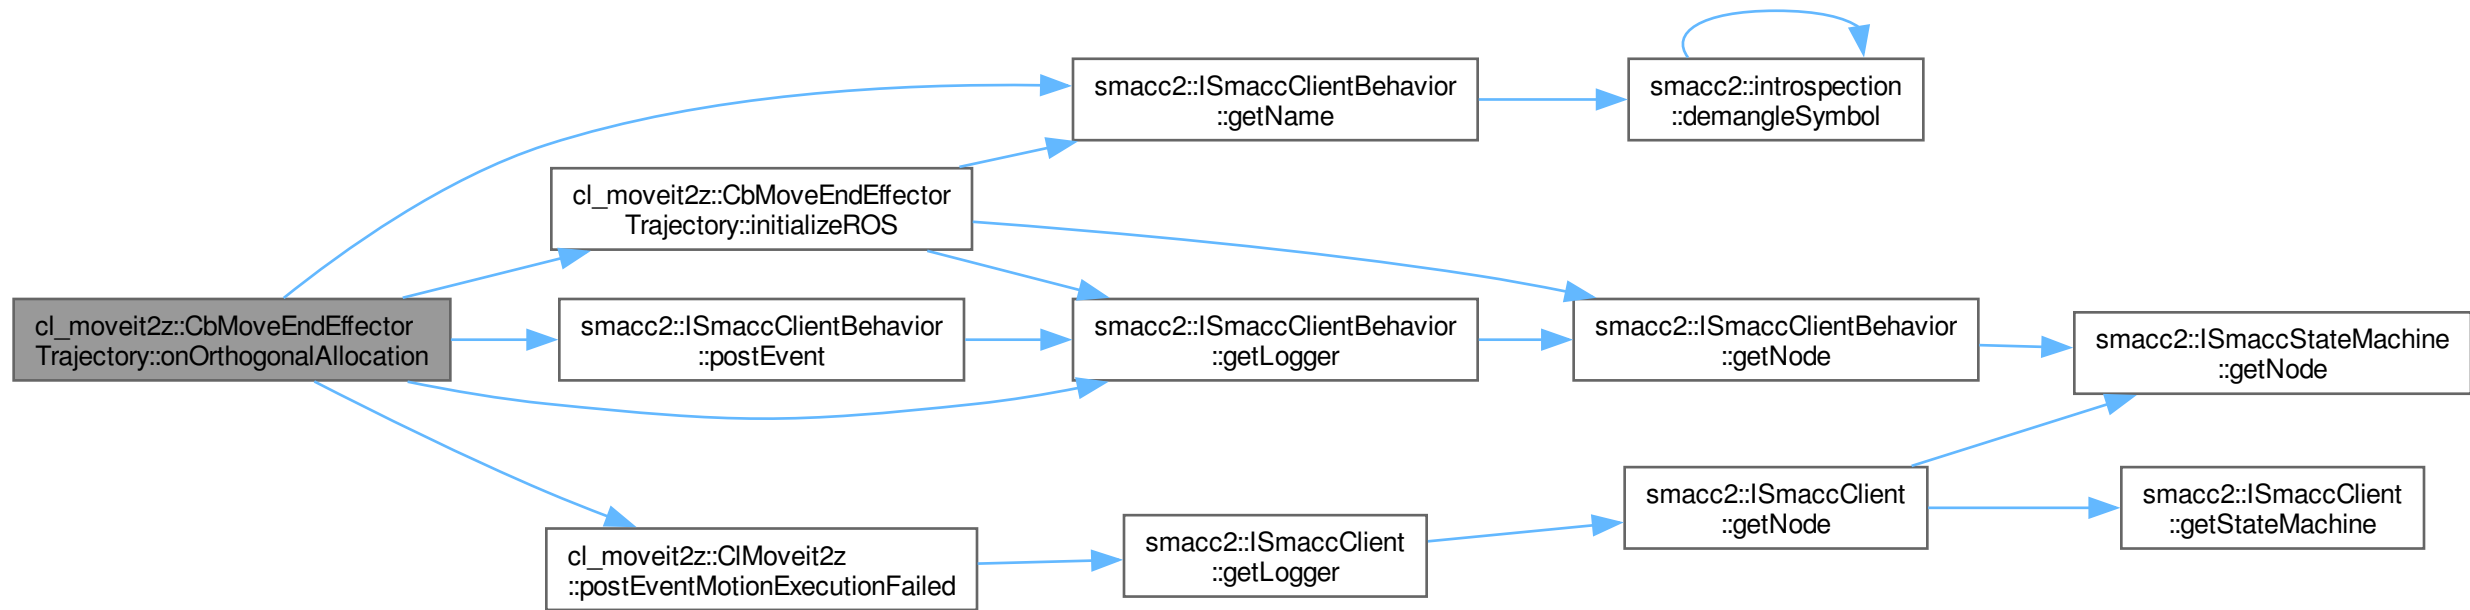 smacc2::ISmaccClientBehavior
::getName
smacc2::introspection
::demangleSymbol
cl_moveit2z::CbMoveEndEffector
Trajectory::initializeROS
cl_moveit2z::CbMoveEndEffector
Trajectory::onOrthogonalAllocation
smacc2::ISmaccClientBehavior
::postEvent
smacc2::ISmaccClientBehavior
::getLogger
smacc2::ISmaccClientBehavior
::getNode
smacc2::ISmaccStateMachine
::getNode
cl_moveit2z::ClMoveit2z
::postEventMotionExecutionFailed
smacc2::ISmaccClient
::getLogger
smacc2::ISmaccClient
::getNode
smacc2::ISmaccClient
::getStateMachine